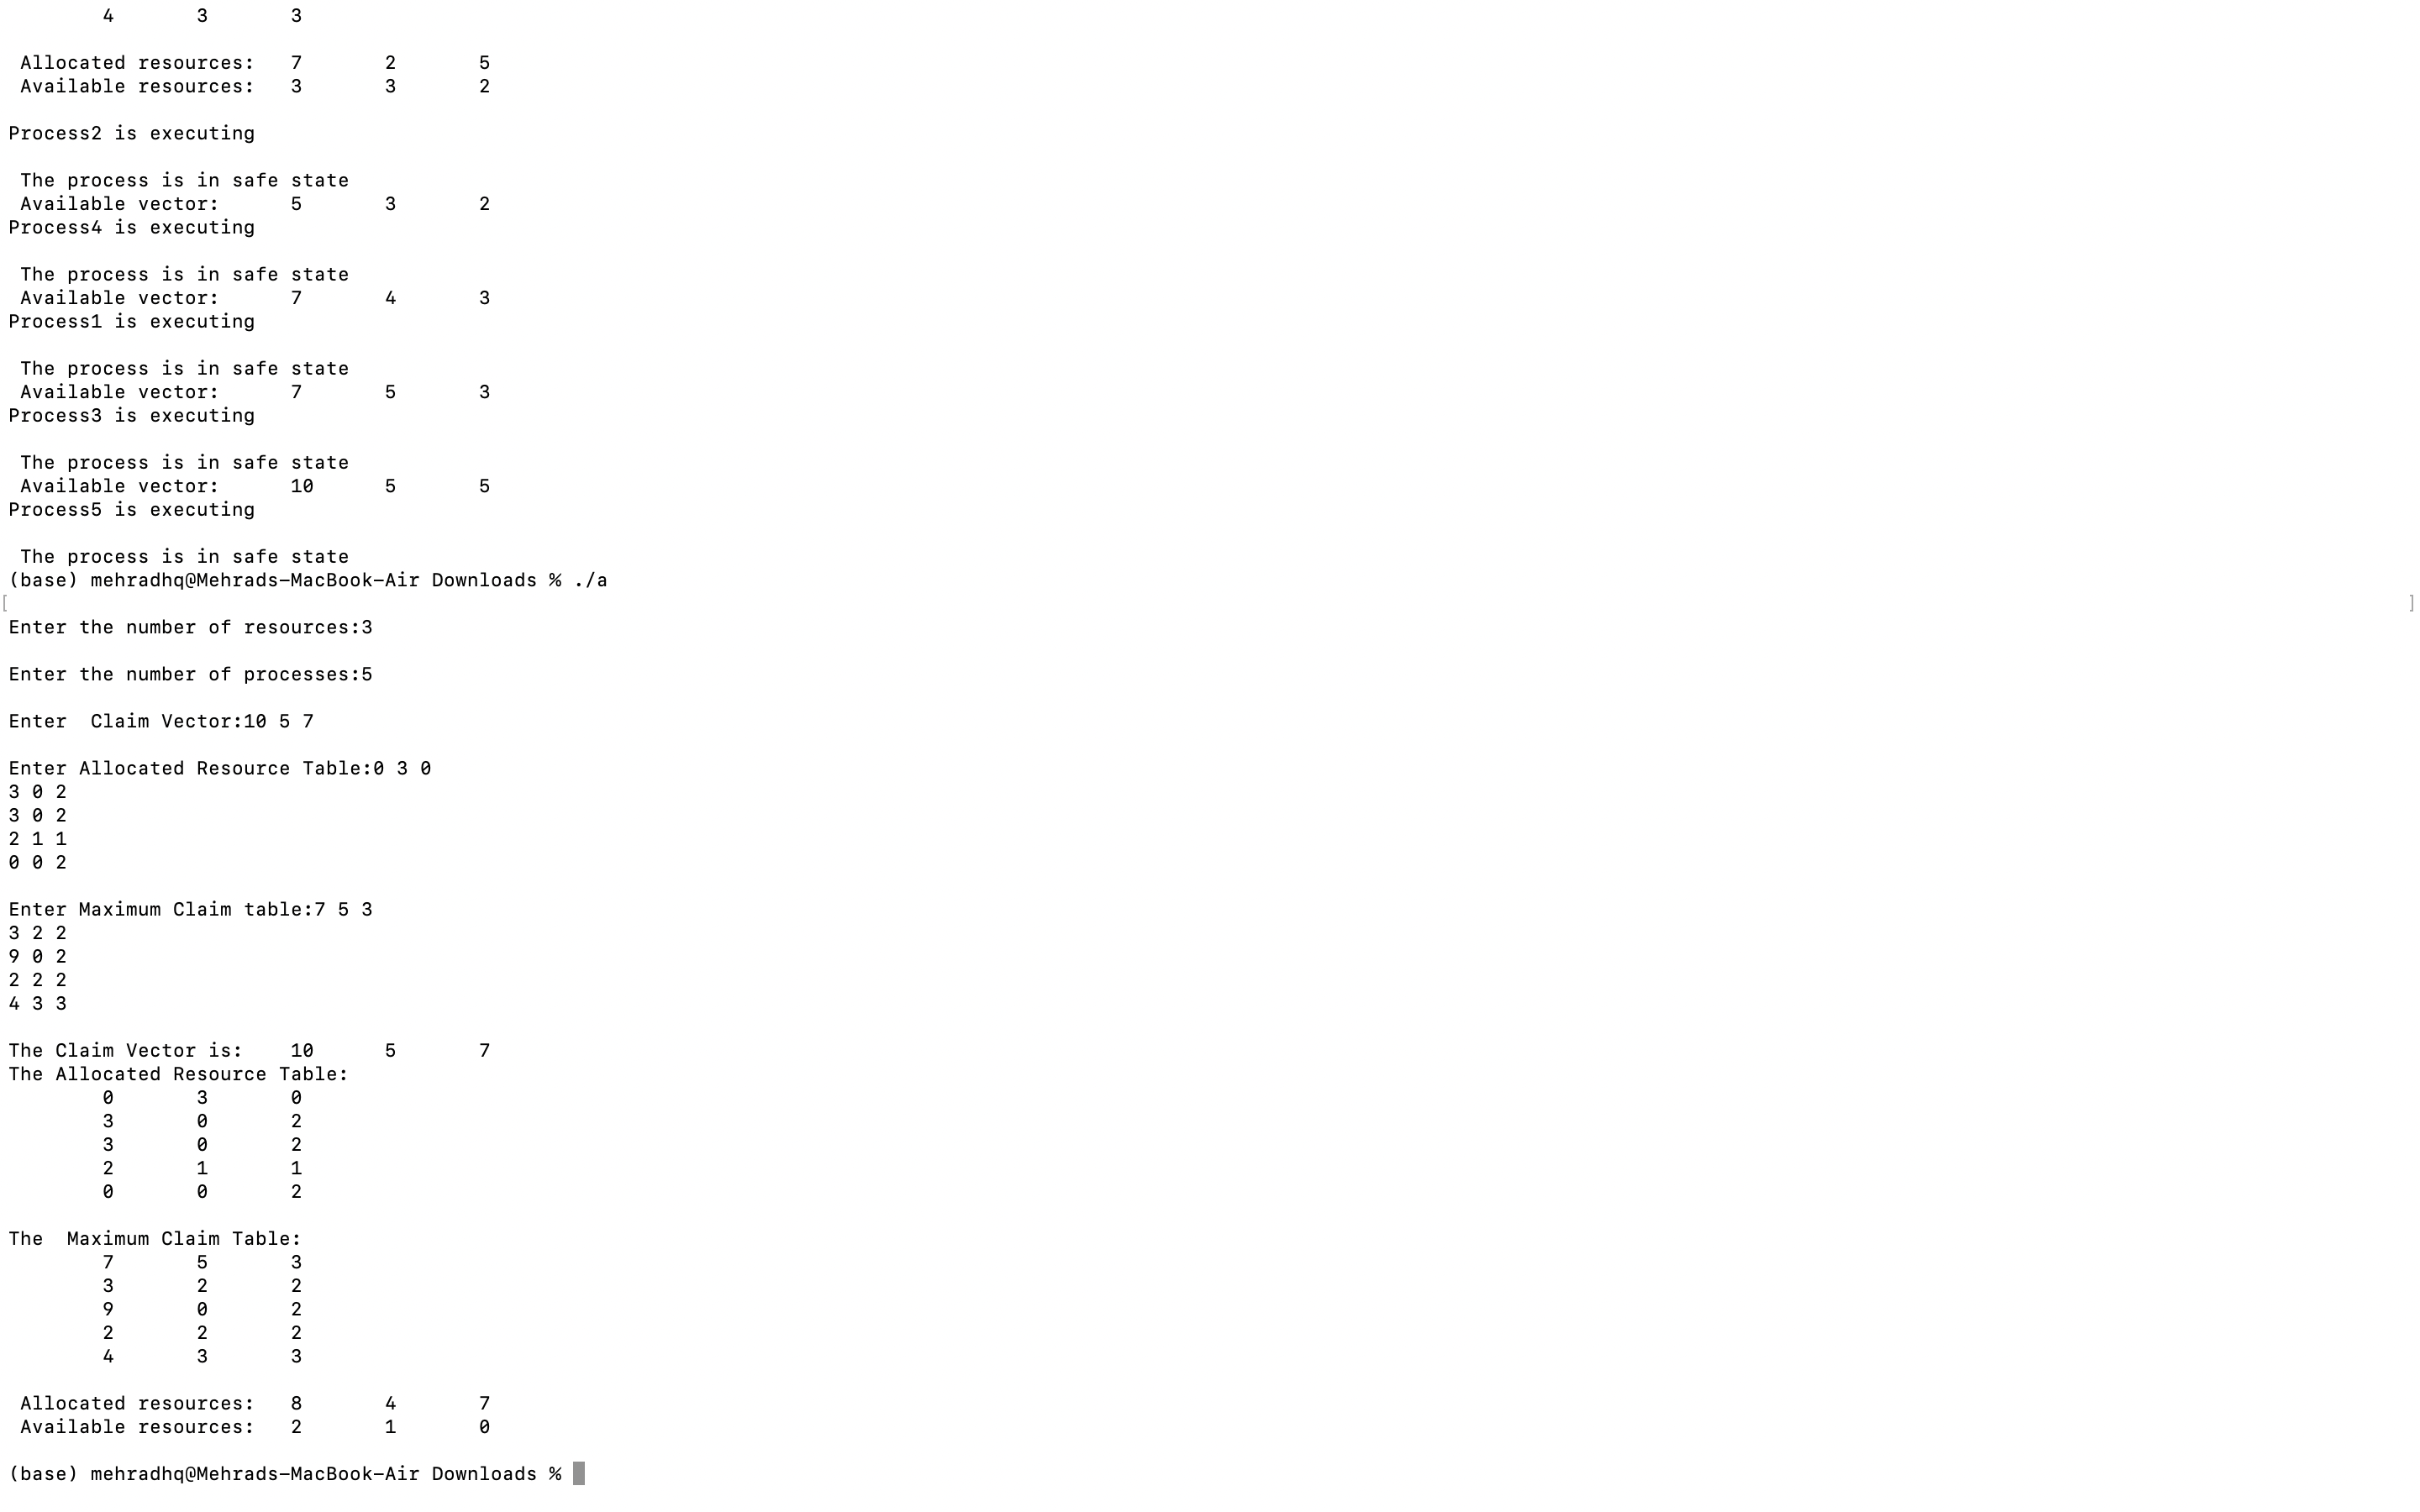 4 3 3
Allocated resources: 7 2 5
Available resources: 3 3 2
Process2 is executing
The process is in safe state
Available vector: 5 3 2
Process4 is executing
The process is in safe state
Available vector: 7 4 3
Process1 is executing
The process is in safe state
Available vector: 7 5 3
Process3 is executing
The process is in safe state
Available vector: 10 5 5
Process5 is executing
The process is in safe state
(base) mehradhq@Mehrads-MacBook-Air Downloads % ./a
[ ]
Enter the number of resources:3
Enter the number of processes:5
Enter  Claim Vector:10 5 7
Enter Allocated Resource Table:0 3 0
3 0 2
3 0 2
2 1 1
0 0 2
Enter Maximum Claim table:7 5 3
3 2 2
9 0 2
2 2 2
4 3 3
The Claim Vector is: 10 5 7
The Allocated Resource Table:
0 3 0
3 0 2
3 0 2
2 1 1
0 0 2
The  Maximum Claim Table:
7 5 3
3 2 2
9 0 2
2 2 2
4 3 3
Allocated resources: 8 4 7
Available resources: 2 1 0
(base) mehradhq@Mehrads-MacBook-Air Downloads %